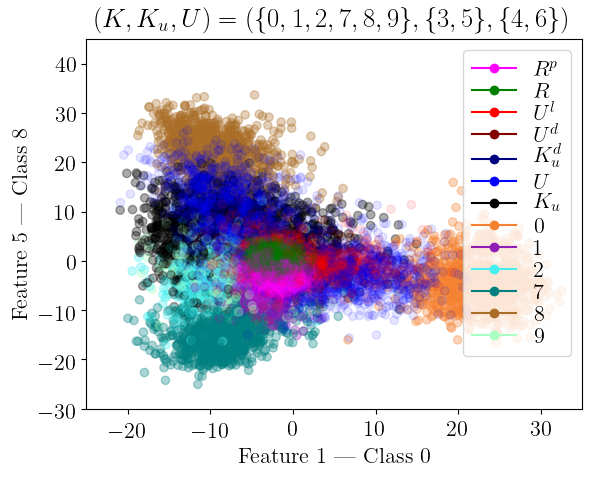 (K, K_u, U) = ({0, 1, 2, 7, 8, 9}, {3, 5}, {4, 6})
40
30
20
10
0
−10
−20
−30
Feature 5 — Class 8
R^p
R
U^l
U^d
K_u^d
U
K_u
0
1
2
7
8
9
−20 −10 0 10 20 30
Feature 1 — Class 0